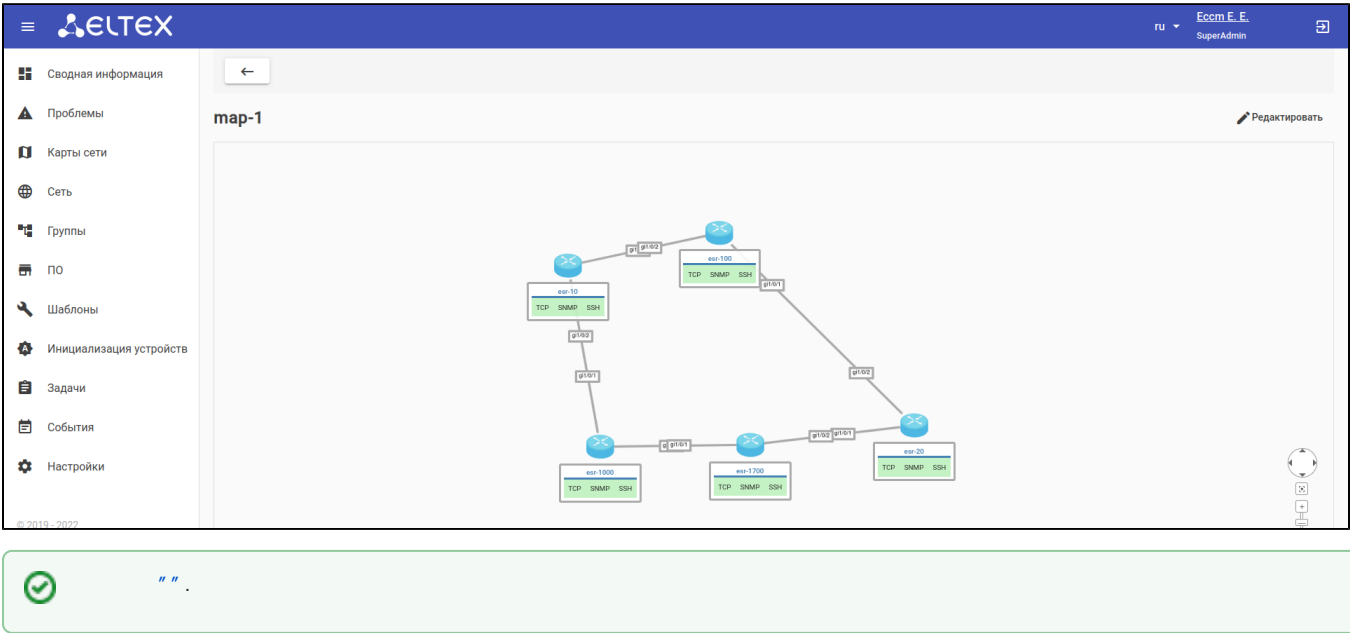 ELTEX
ru
Eccm E. E.
SuperAdmin
Сводная информация
Проблемы
Карты сети
Сеть
Группы
ПО
Шаблоны
Инициализация устройств
Задачи
События
Настройки
© 2019 - 2022
map-1
Редактировать
gi1/0/2
esr-100
TCP SNMP SSH
gi1/0/1
esr-10
TCP SNMP SSH
gi1/0/2
gi1/0/1
gi1/0/2
gi1/0/2 gi1/0/1
gi1/0/1
esr-20
TCP SNMP SSH
esr-1000
TCP SNMP SSH
esr-1700
TCP SNMP SSH
" " .